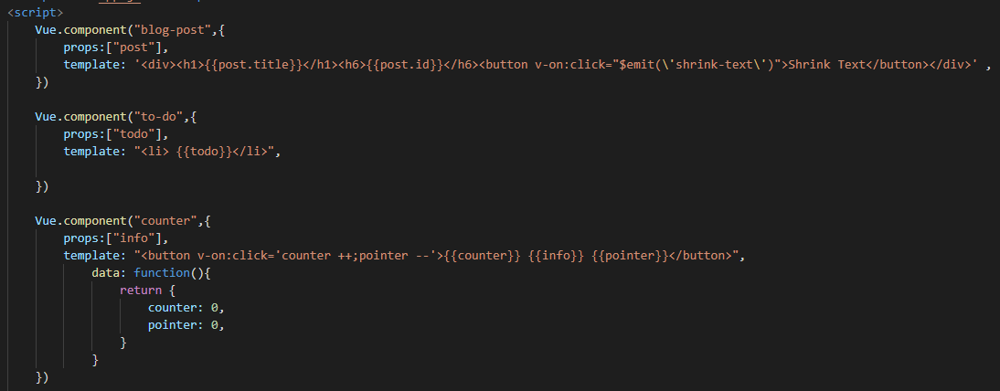 <script>
Vue.component("blog-post",{
props:["post"],
template: '<div><h1>{{post.title}}</h1><h6>{{post.id}}</h6><button v-on:click="$emit(\'shrink-text\')">Shrink Text</button></div>' ,
})
Vue.component("to-do",{
props:["todo"],
template: "<li> {{todo}}</li>",
})
Vue.component("counter",{
props:["info"],
template: "<button v-on:click='counter ++;pointer --'>{{counter}} {{info}} {{pointer}}</button>",
data: function(){
return {
counter: 0,
pointer: 0,
}
}
})